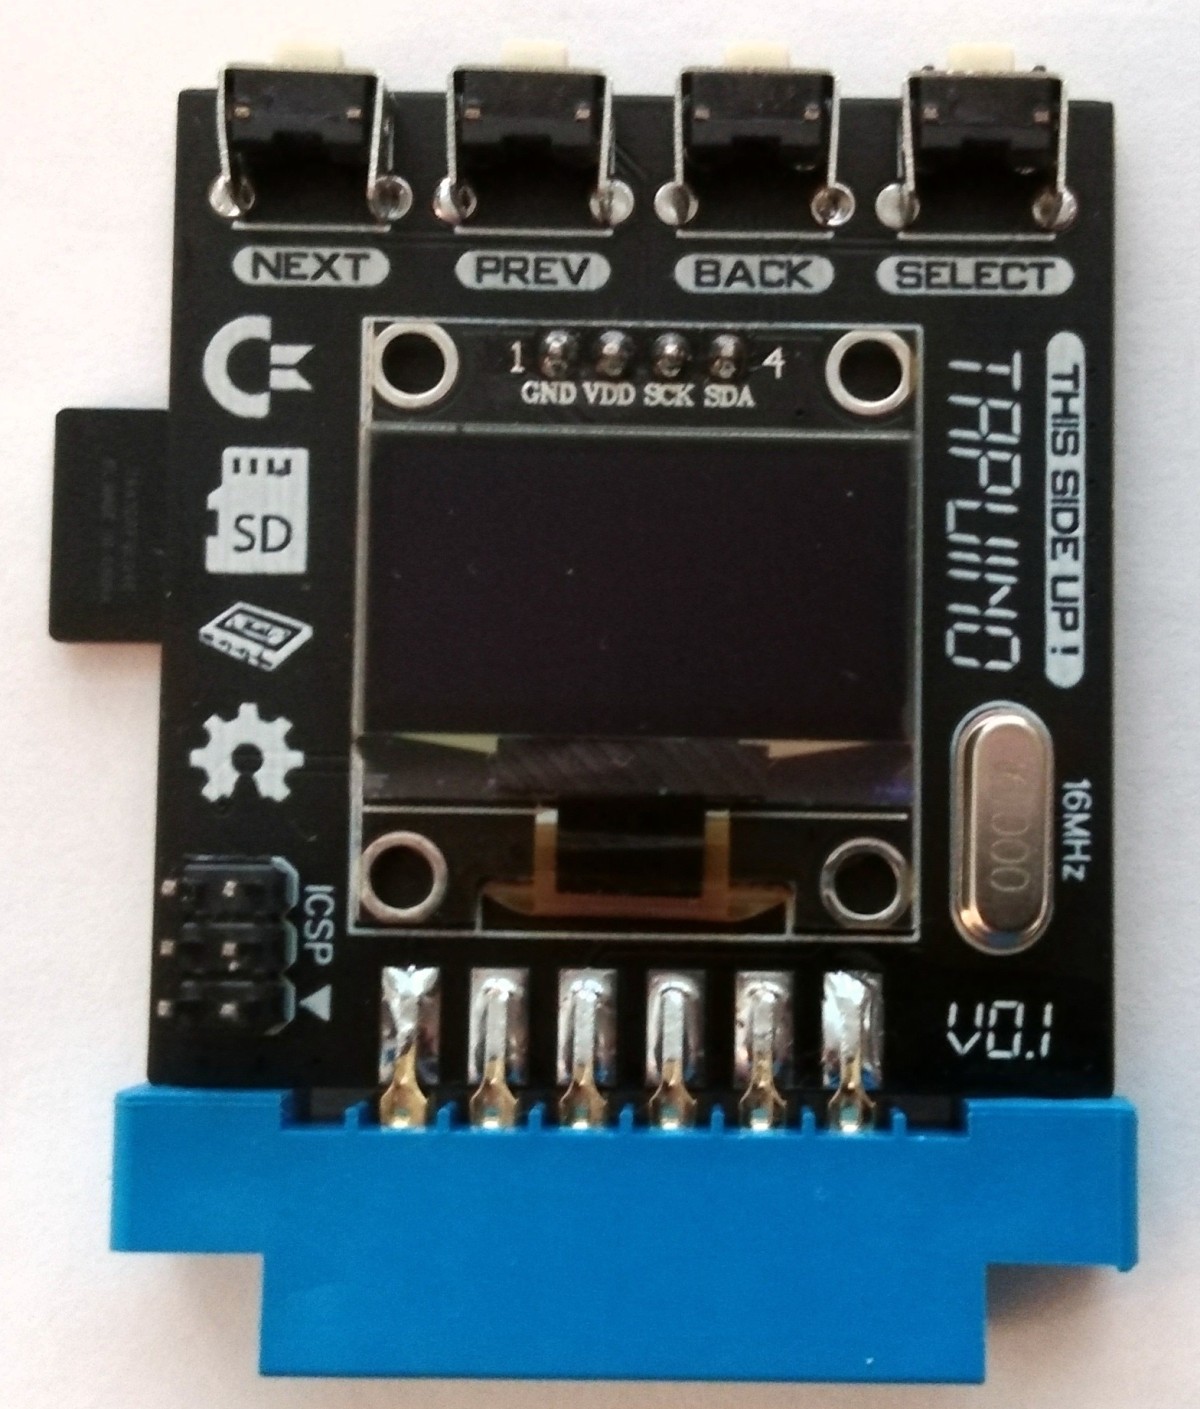 NEXT
PREV
BACK
SELECT
1
4
GND VDD SCK SDA
THIS SIDE UP !
TAPUINO
SD
16MHz
ICSP
V0.1